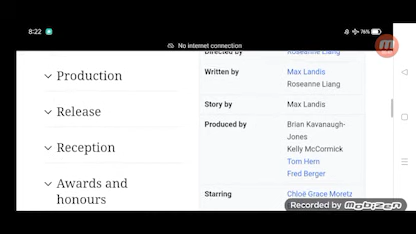 8:22
76%
No internet connection
Directed by
Roseanne Liang
Production
Written by
Max Landis
Roseanne Liang
Release
Story by
Max Landis
Reception
Produced by
Brian Kavanaugh-
Jones
Kelly McCormick
Tom Hern
Fred Berger
Awards and
honours
Starring
Chloë Grace Moretz
Recorded by Mobizen